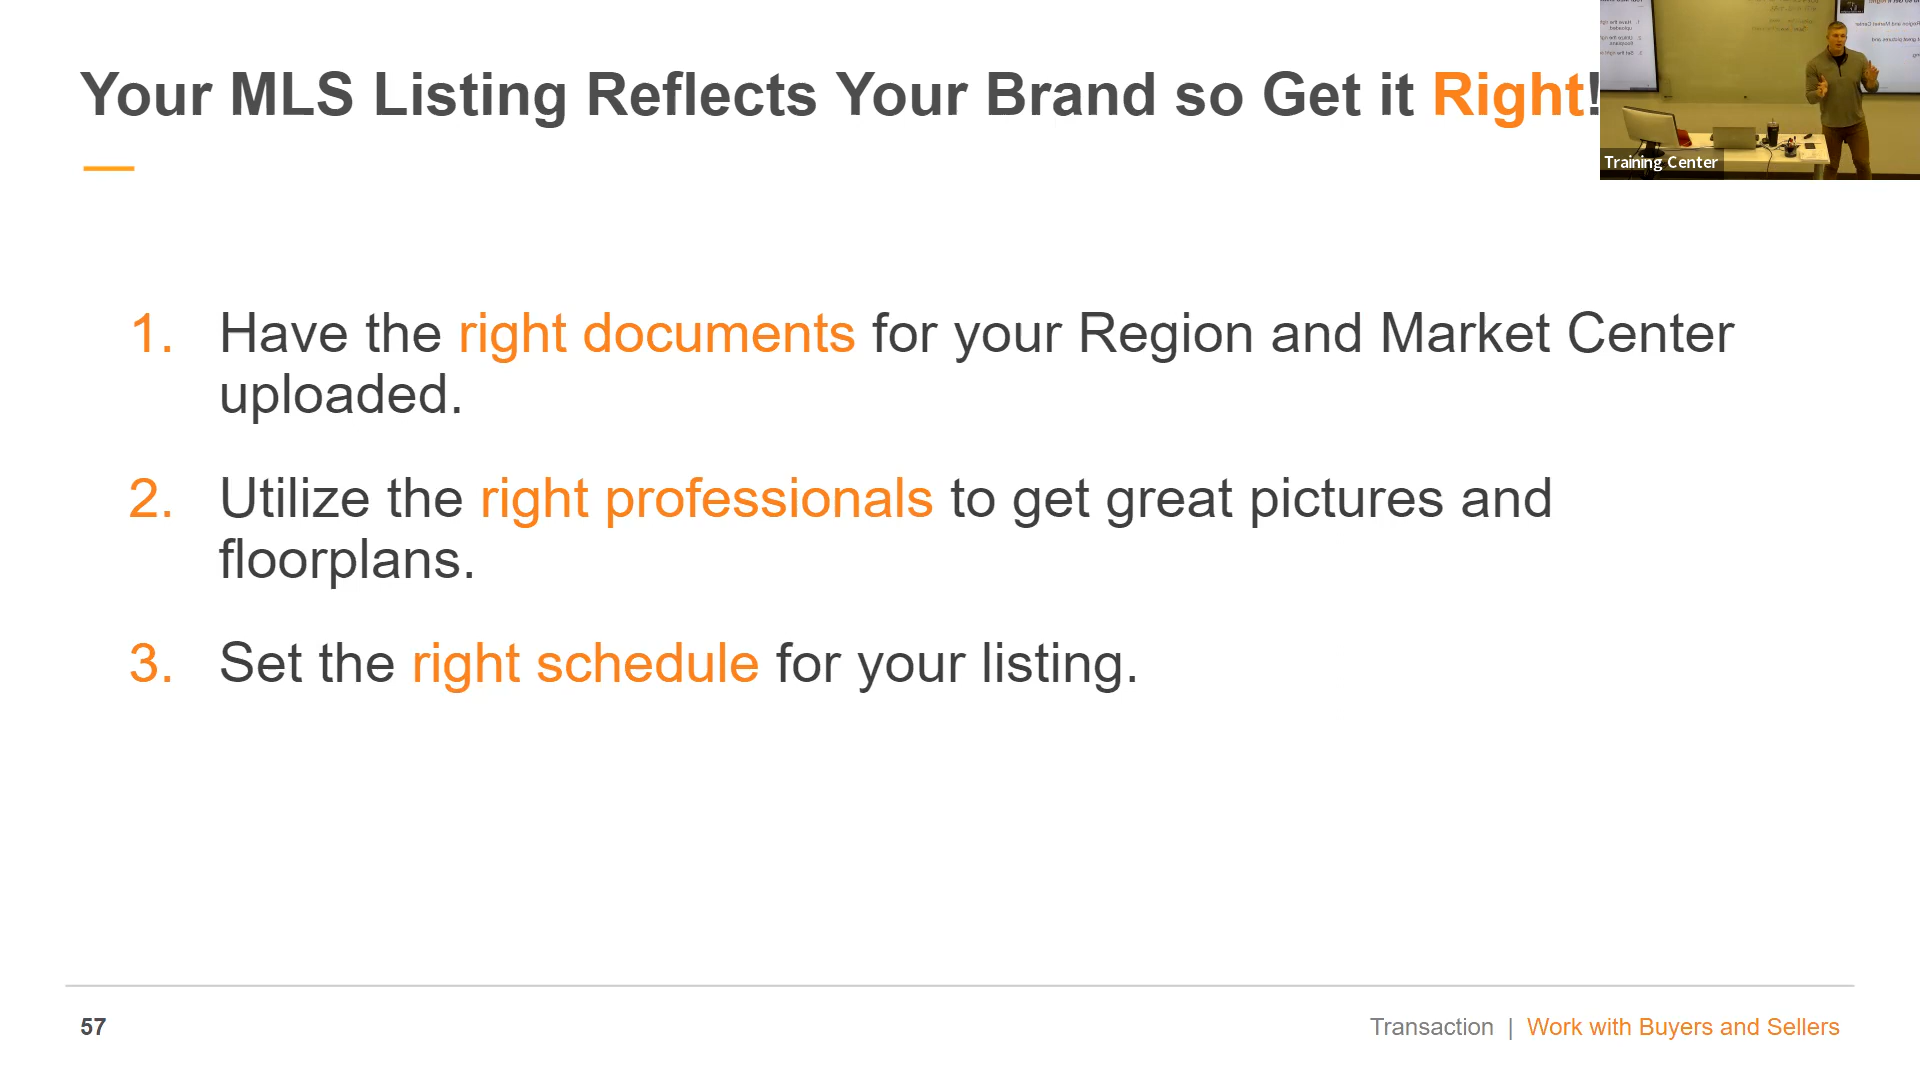 Your MLS Listing Reflects Your Brand so Get it Right!
Training Center
1. Have the right documents for your Region and Market Center
uploaded.
2. Utilize the right professionals to get great pictures and
floorplans.
3. Set the right schedule for your listing.
57
Transaction | Work with Buyers and Sellers